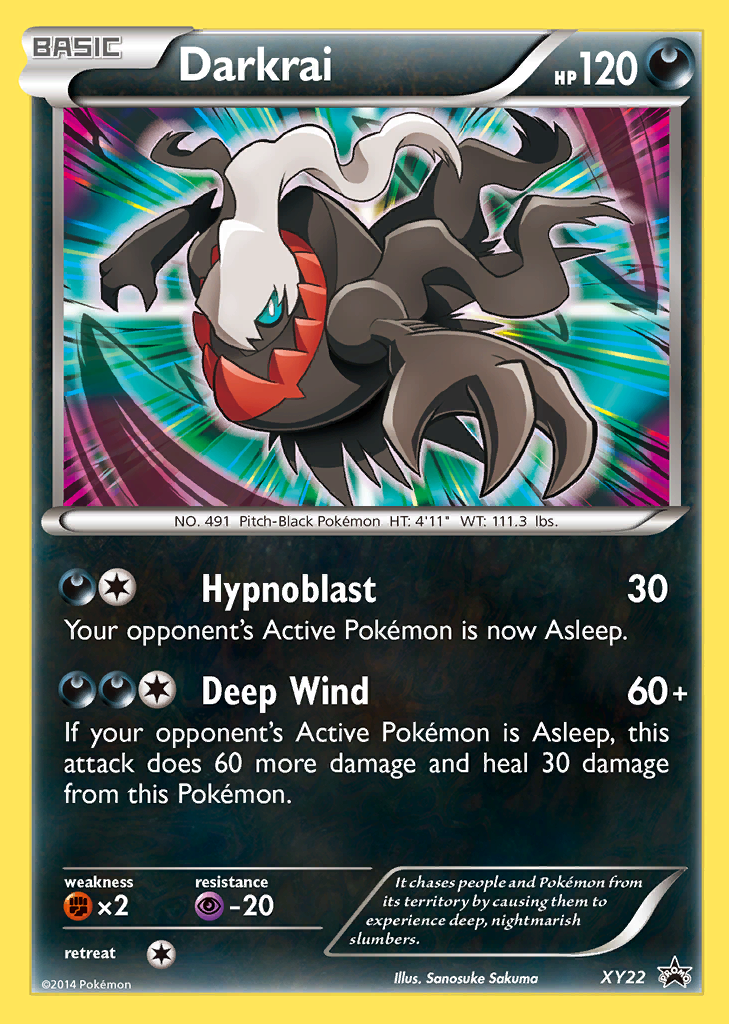 BASIC
Darkrai
HP120
NO. 491 Pitch-Black Pokémon HT: 4'11" WT: 111.3 lbs.
Hypnoblast 30
Your opponent's Active Pokémon is now Asleep.
Deep Wind 60+
If your opponent's Active Pokémon is Asleep, this
attack does 60 more damage and heal 30 damage
from this Pokémon.
weakness resistance
×2 -20
retreat
It chases people and Pokémon from
its territory by causing them to
experience deep, nightmarish
slumbers.
©2014 Pokémon Illus. Sanosuke Sakuma XY22 PROMO